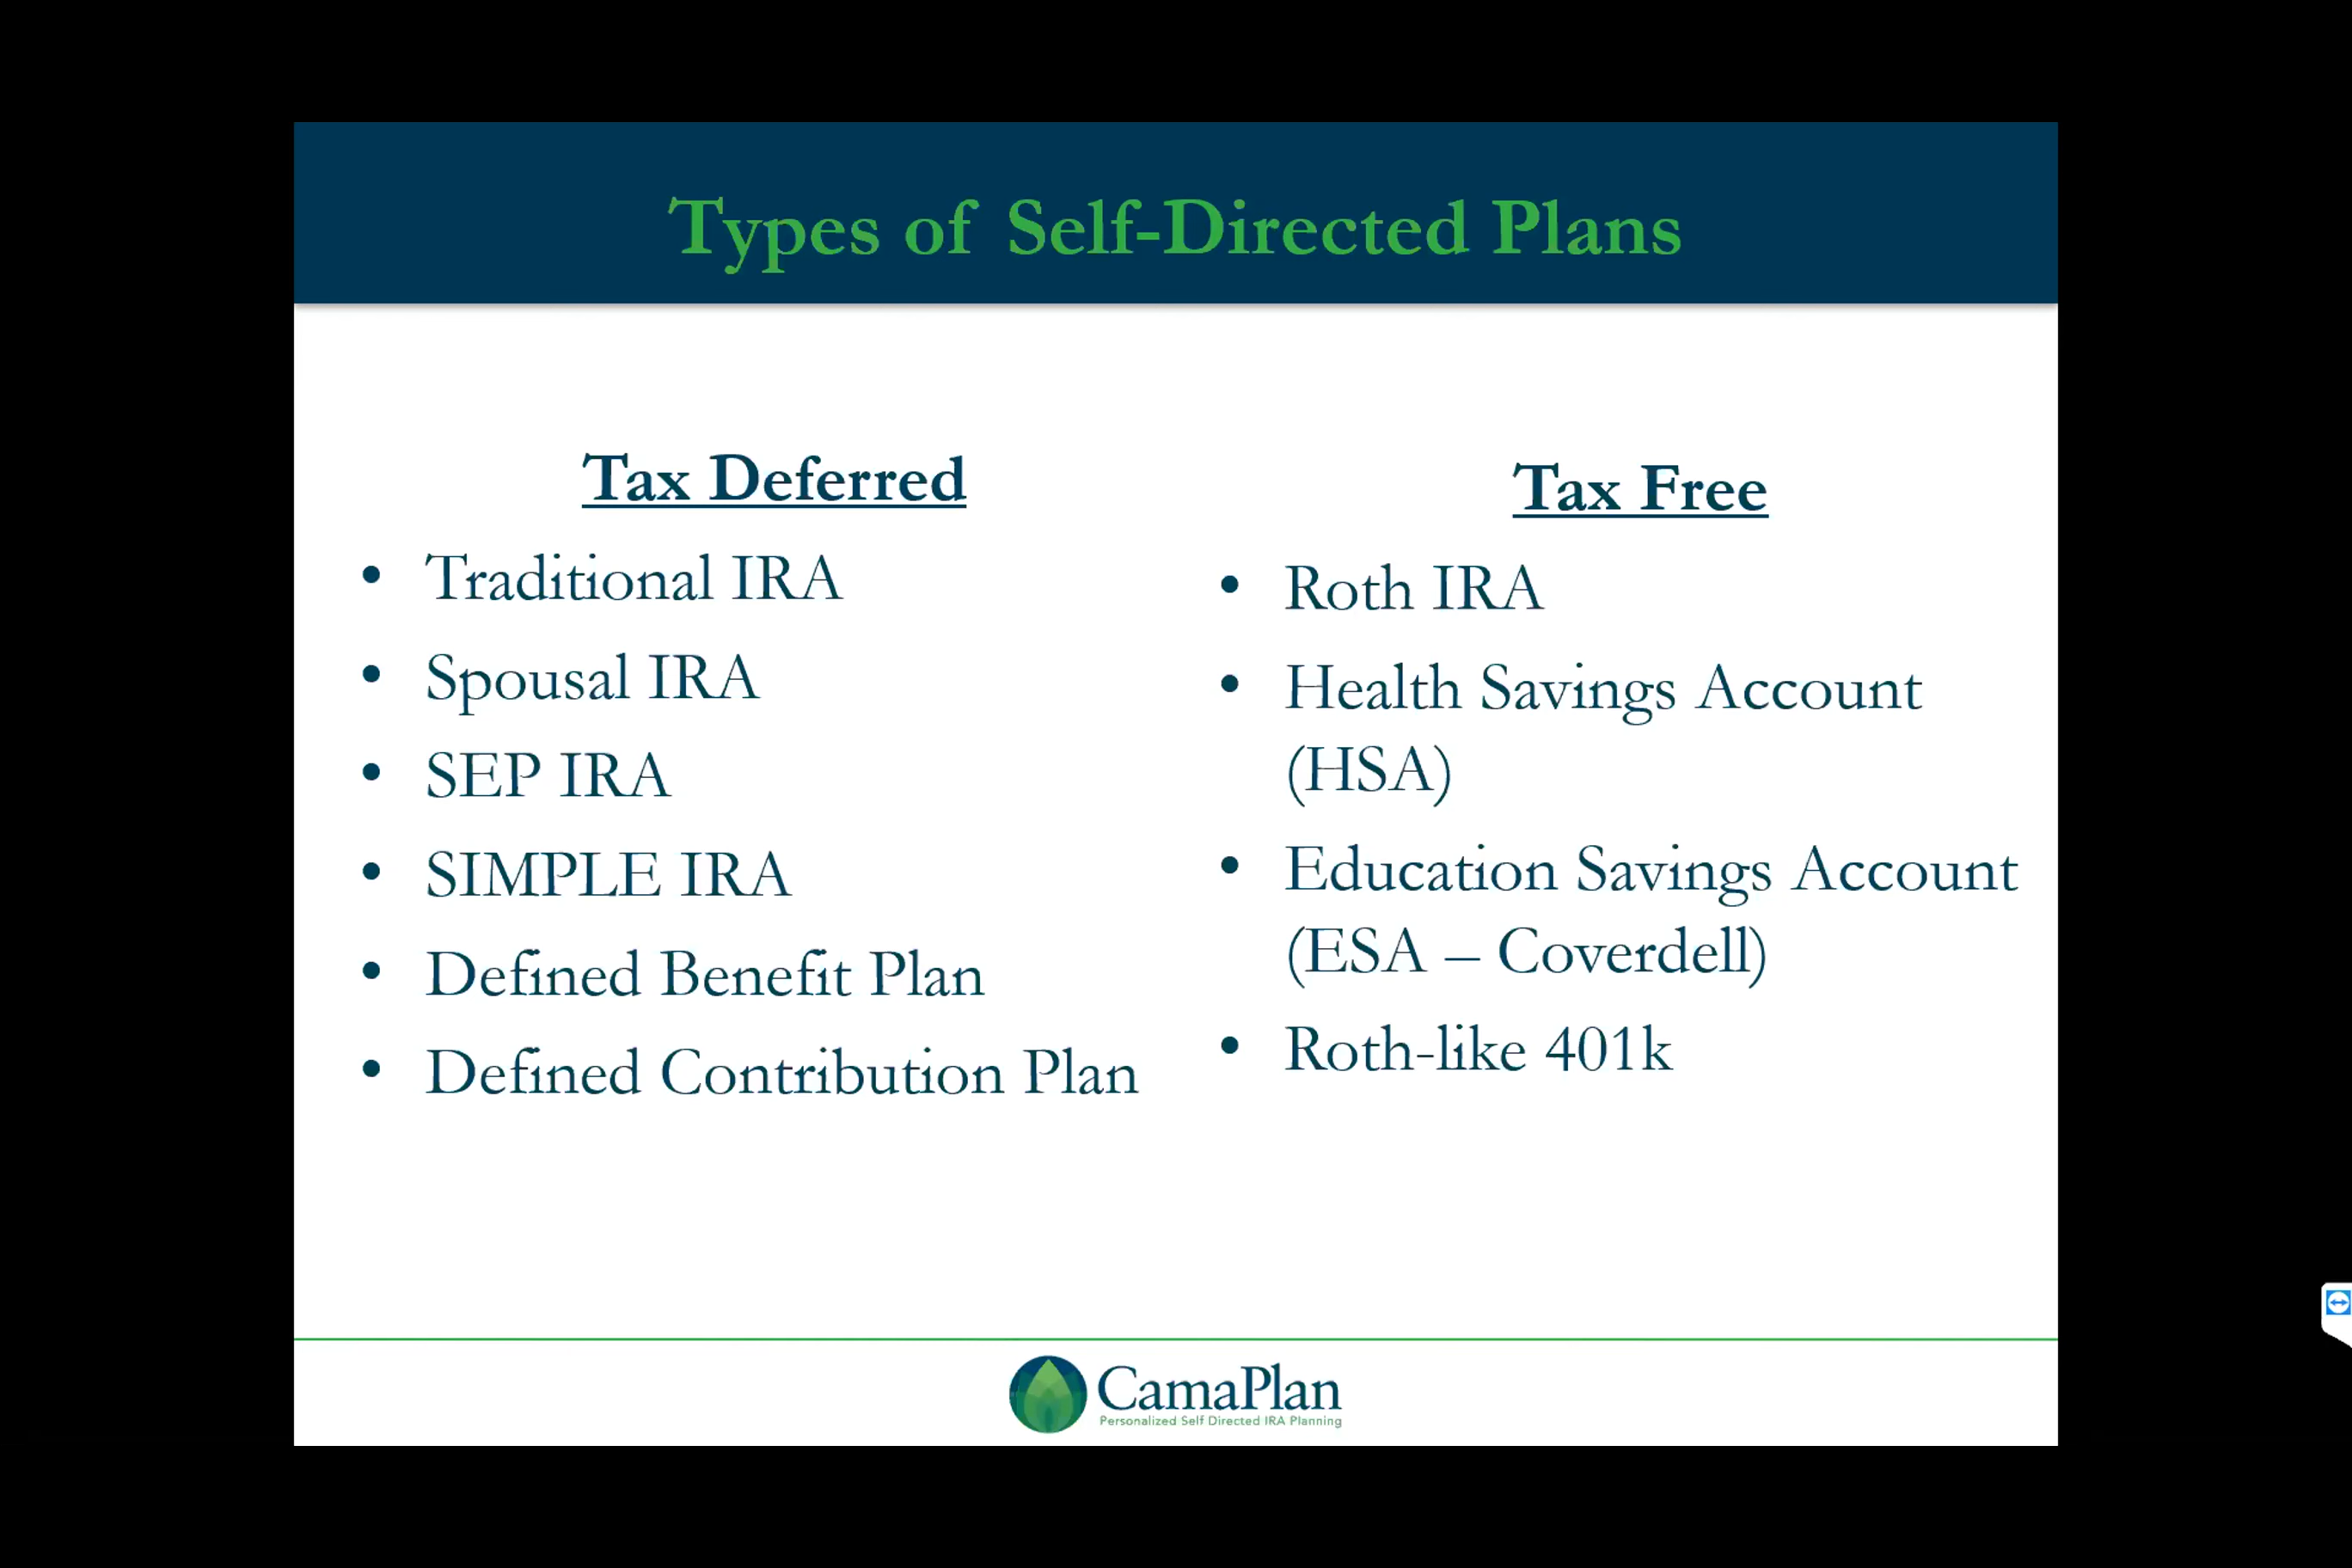 Types of Self-Directed Plans
Tax Deferred
• Traditional IRA
• Spousal IRA
• SEP IRA
• SIMPLE IRA
• Defined Benefit Plan
• Defined Contribution Plan
Tax Free
• Roth IRA
• Health Savings Account
(HSA)
• Education Savings Account
(ESA – Coverdell)
• Roth-like 401k
CamaPlan
Personalized Self Directed IRA Planning